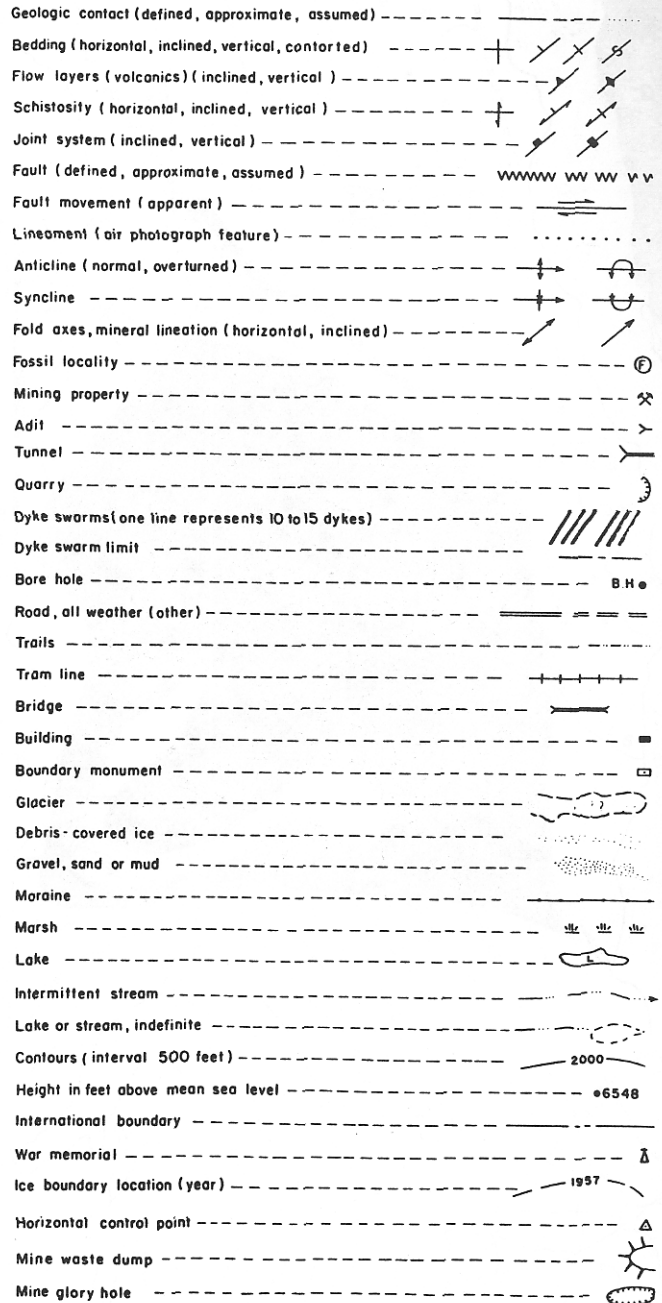 Geologic contact (defined, approximate, assumed)
Bedding (horizontal, inclined, vertical, contorted)
Flow layers (volcanics) (inclined, vertical )
Schistosity ( horizontal, inclined, vertical )
Joint system ( inclined, vertical )
Fault ( defined, approximate, assumed )
Fault movement ( apparent )
Lineament ( air photograph feature )
Anticline ( normal, overturned )
Syncline
Fold axes, mineral lineation ( horizontal, inclined )
Fossil locality F
Mining property
Adit
Tunnel
Quarry
Dyke swarms (one line represents 10 to 15 dykes)
Dyke swarm limit
Bore hole B.H
Road, all weather ( other )
Trails
Tram line
Bridge
Building
Boundary monument
Glacier
Debris - covered ice
Gravel, sand or mud
Moraine
Marsh
Lake L
Intermittent stream
Lake or stream, indefinite
Contours ( interval 500 feet ) 2000
Height in feet above mean sea level 6548
International boundary
War memorial
Ice boundary location ( year ) 1957
Horizontal control point
Mine waste dump
Mine glory hole